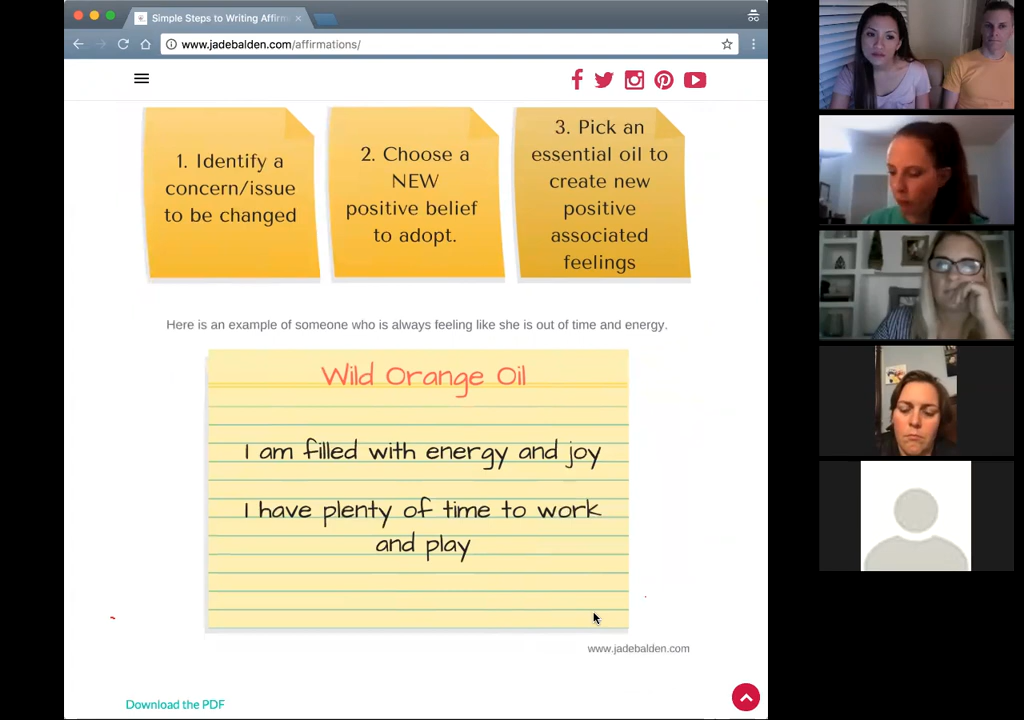 Simple Steps to Writing Affirm
www.jadebalden.com/affirmations/
1. Identify a
concern/issue
to be changed
2. Choose a
NEW
positive belief
to adopt.
3. Pick an
essential oil to
create new
positive
associated
feelings
Here is an example of someone who is always feeling like she is out of time and energy.
Wild Orange Oil
I am filled with energy and joy
I have plenty of time to work
and play
www.jadebalden.com
Download the PDF